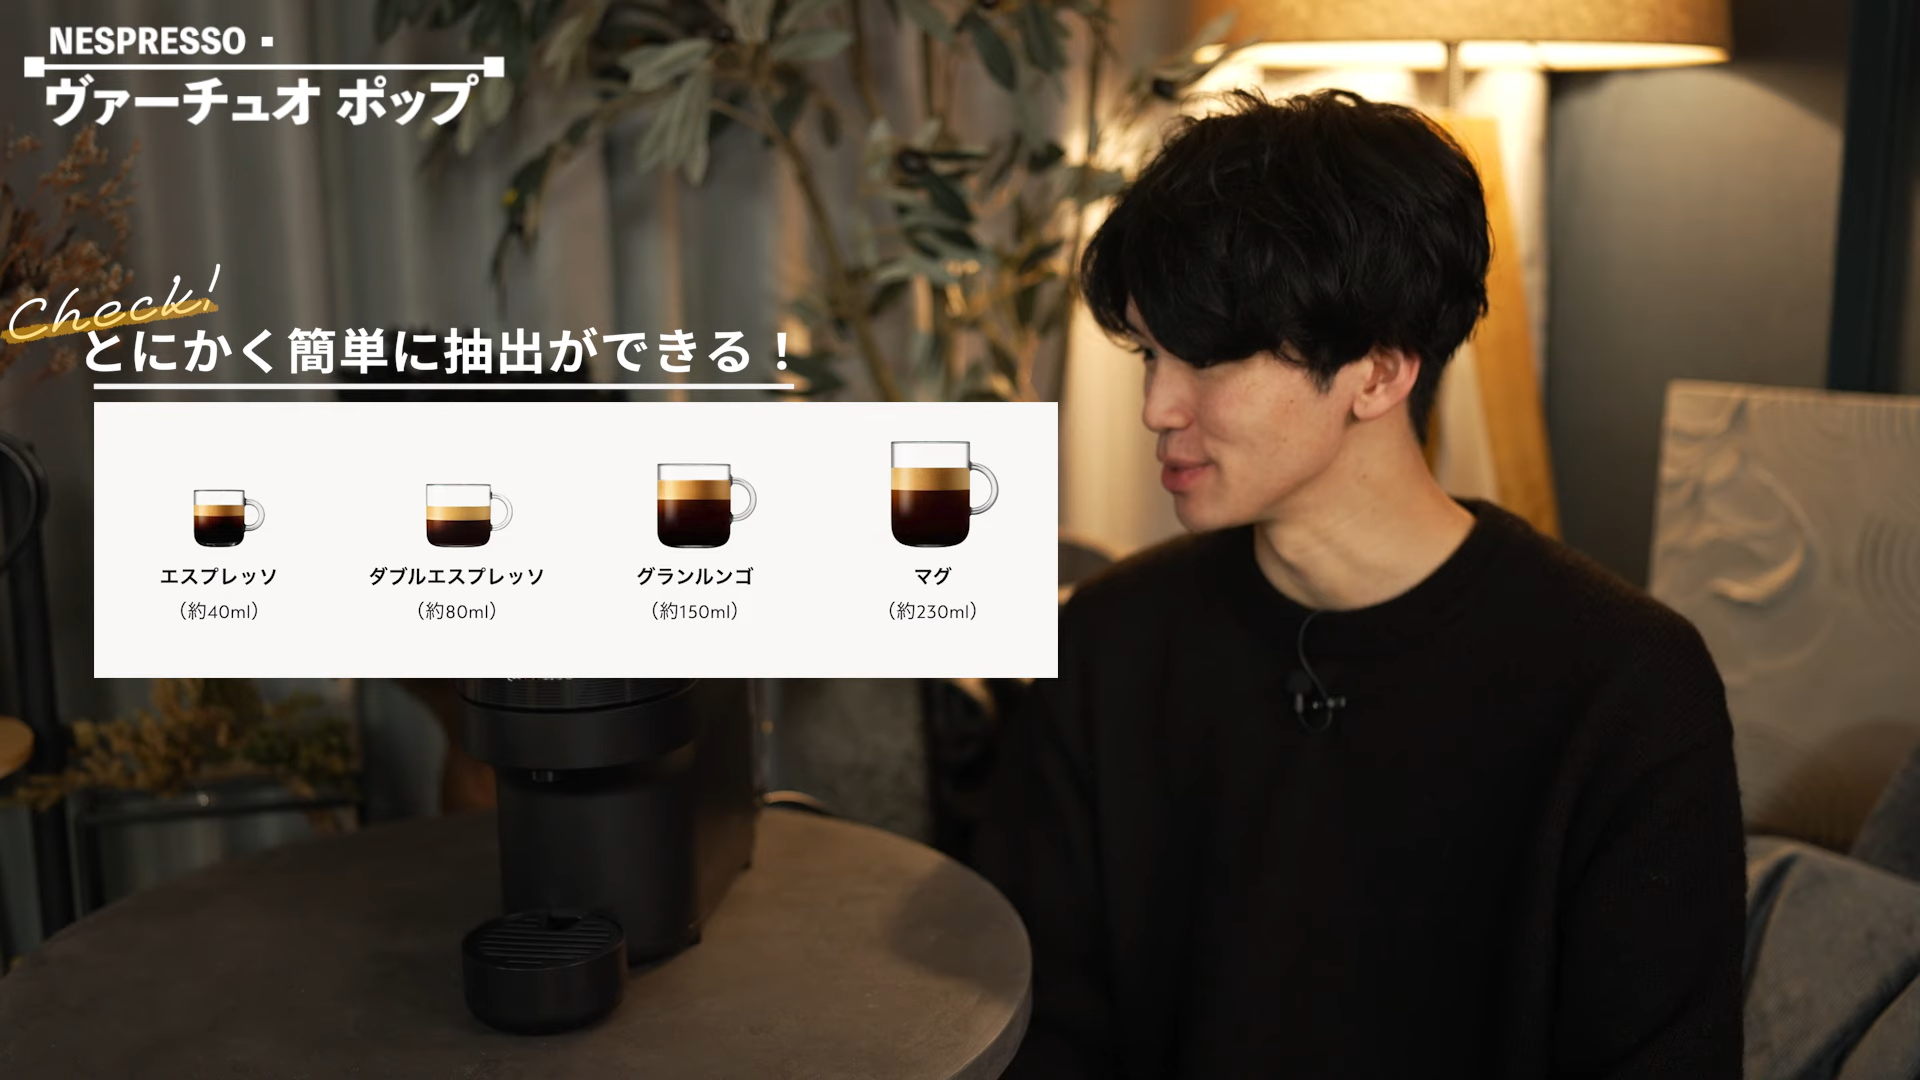 NESPRESSO
ヴァーチュオ ポップ
Check!
とにかく簡単に抽出ができる！
エスプレッソ
（約40ml）
ダブルエスプレッソ
（約80ml）
グランルンゴ
（約150ml）
マグ
（約230ml）